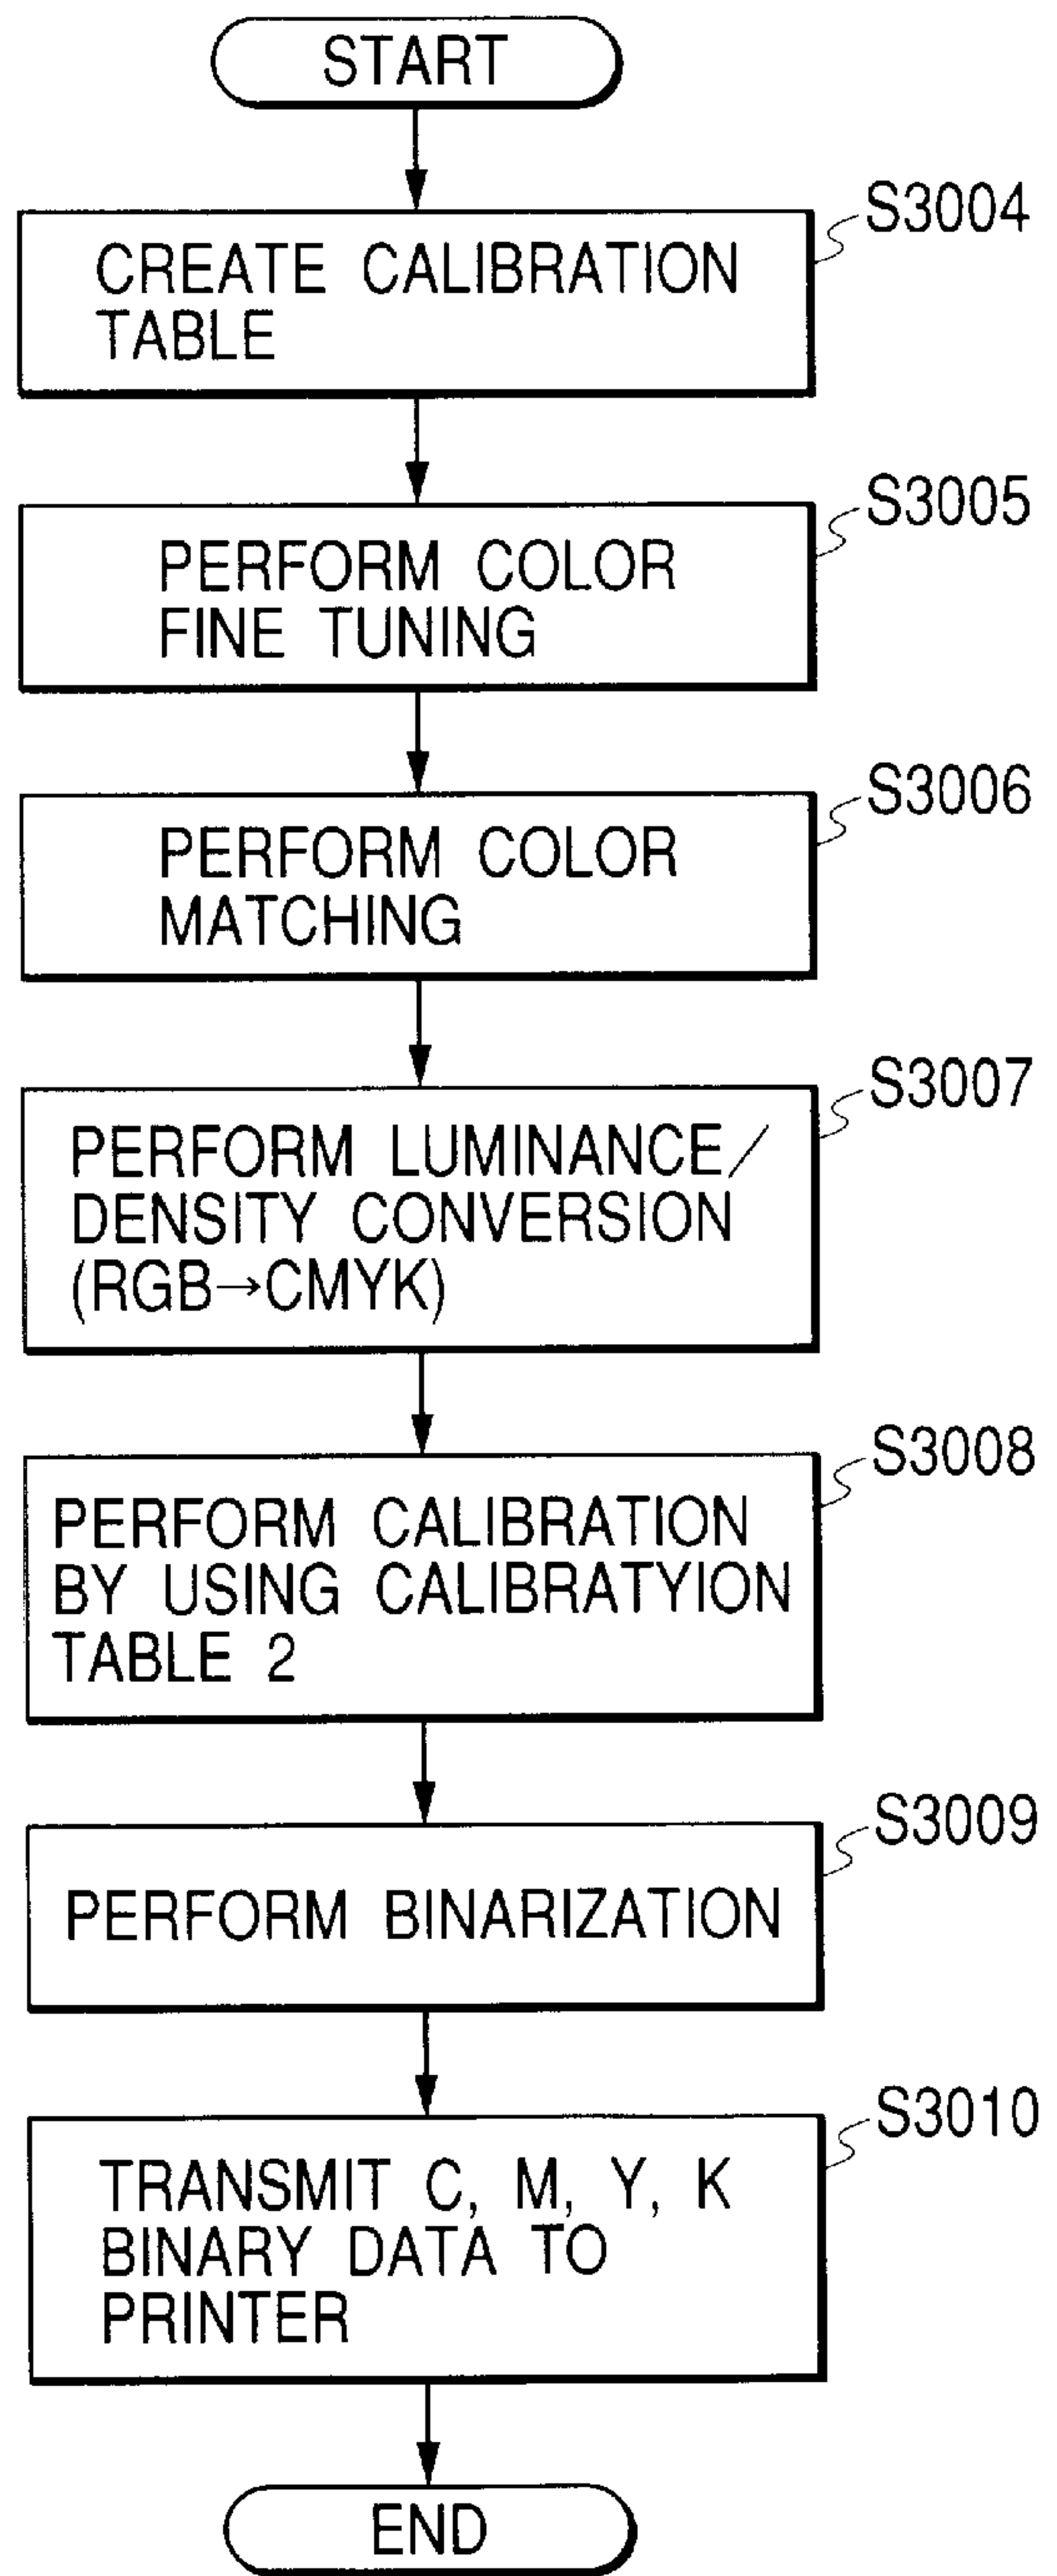 START
S3004
CREATE CALIBRATION
TABLE
S3005
PERFORM COLOR
FINE TUNING
S3006
PERFORM COLOR
MATCHING
S3007
PERFORM LUMINANCE/
DENSITY CONVERSION
(RGB→CMYK)
S3008
PERFORM CALIBRATION
BY USING CALIBRATYION
TABLE 2
S3009
PERFORM BINARIZATION
S3010
TRANSMIT C, M, Y, K
BINARY DATA TO
PRINTER
END